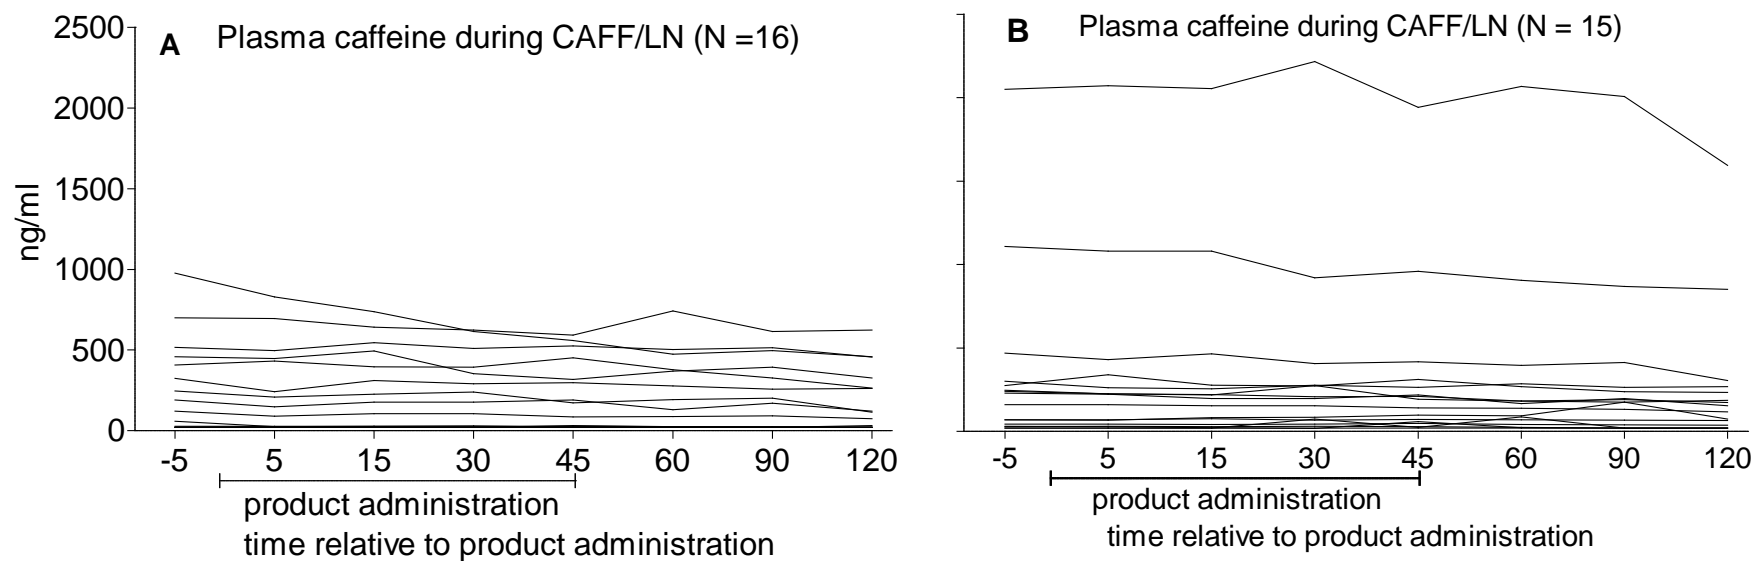 A Plasma caffeine during CAFF/LN (N =16)
2500
2000
1500
1000
500
0
ng/ml
-5 5 15 30 45 60 90 120
product administration
time relative to product administration
B Plasma caffeine during CAFF/LN (N = 15)
-5 5 15 30 45 60 90 120
product administration
time relative to product administration